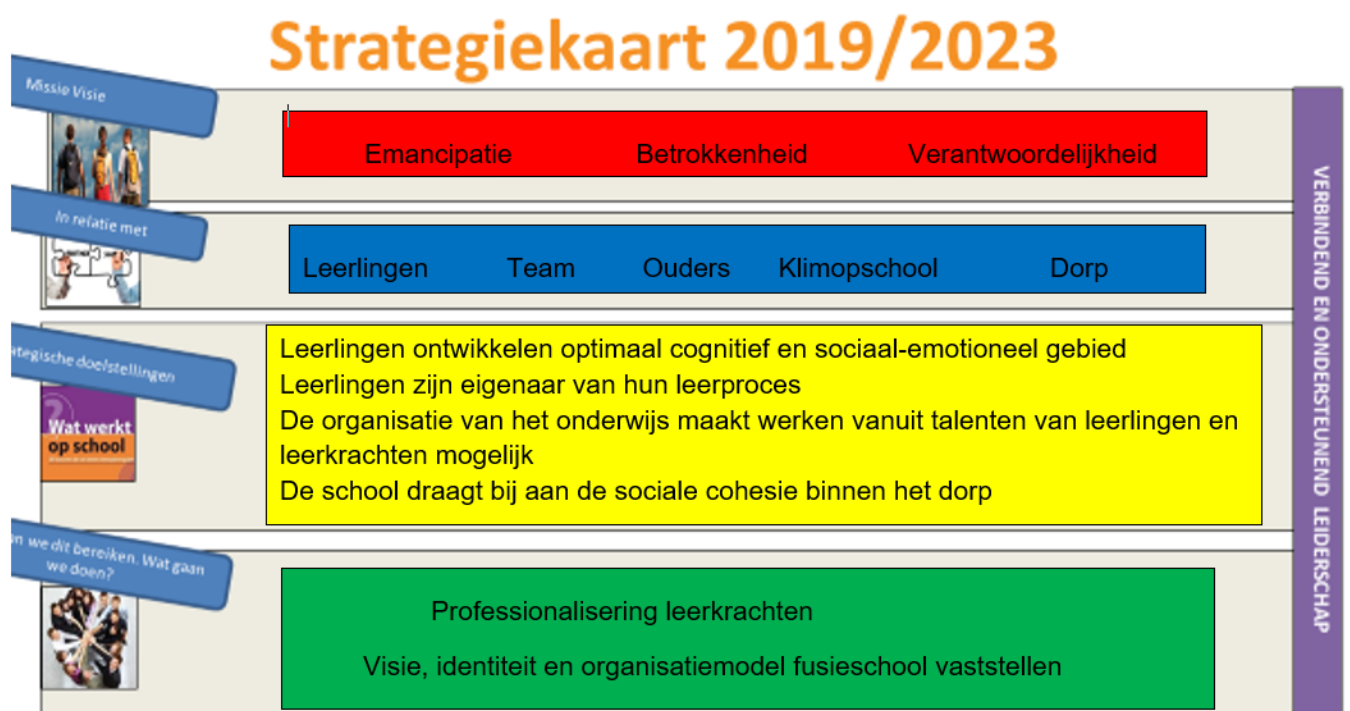 Strategiekaart 2019/2023
Missie Visie
Emancipatie Betrokkenheid Verantwoordelijkheid
In relatie met
Leerlingen Team Ouders Klimopschool Dorp
ategische doelstellingen
Wat werkt
op school
Leerlingen ontwikkelen optimaal cognitief en sociaal-emotioneel gebied
Leerlingen zijn eigenaar van hun leerproces
De organisatie van het onderwijs maakt werken vanuit talenten van leerlingen en
leerkrachten mogelijk
De school draagt bij aan de sociale cohesie binnen het dorp
n we dit bereiken. Wat gaan
we doen?
Professionalisering leerkrachten
Visie, identiteit en organisatiemodel fusieschool vaststellen
VERBINDEND EN ONDERSTEUNEND LEIDERSCHAP